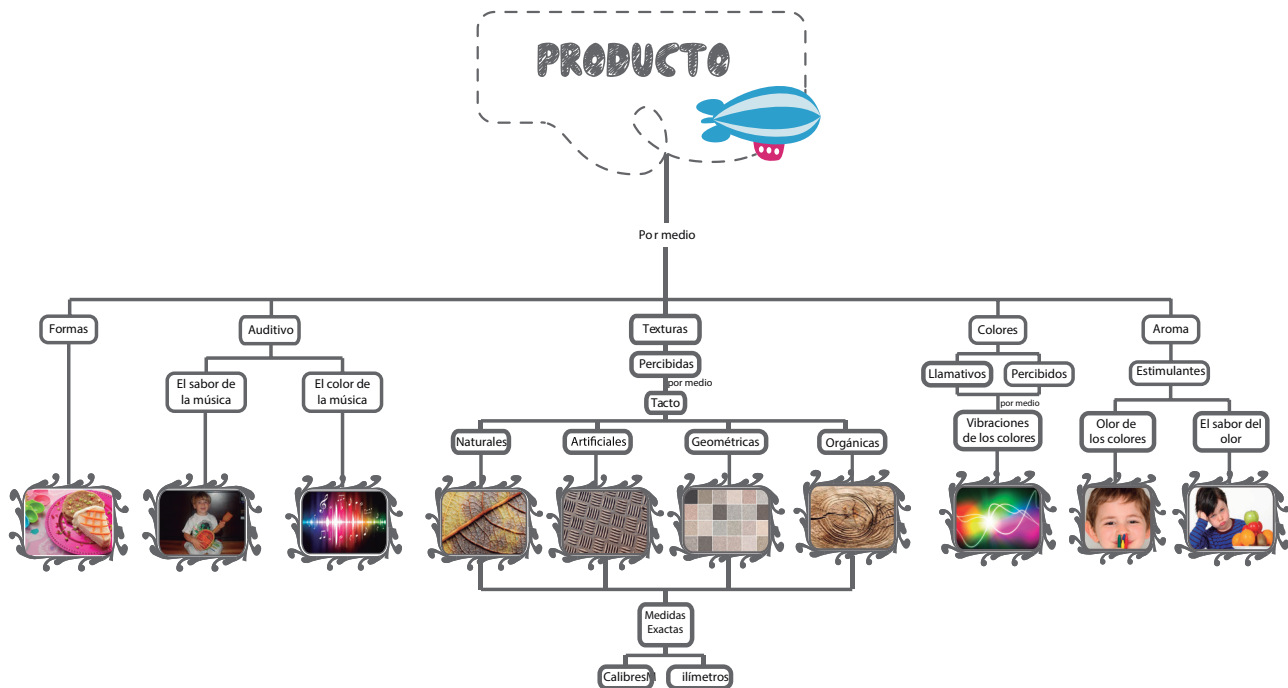 PRODUCTO
Por medio
Formas
Auditivo
Texturas
Colores
Aroma
Percibidas
por medio
Tacto
Llamativos
Percibidos
por medio
Estimulantes
El sabor de
la música
El color de
la música
Naturales
Artificiales
Geométricas
Orgánicas
Vibraciones
de los colores
Olor de
los colores
El sabor del
olor
Medidas
Exactas
Calibres
Milímetros